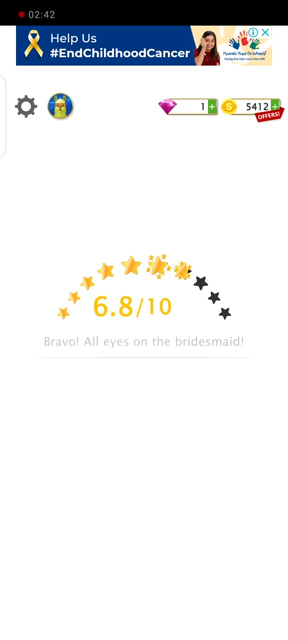 02:42
Help Us
#EndChildhoodCancer
1
5412
OFFERS!
6.8/10
Bravo! All eyes on the bridesmaid!